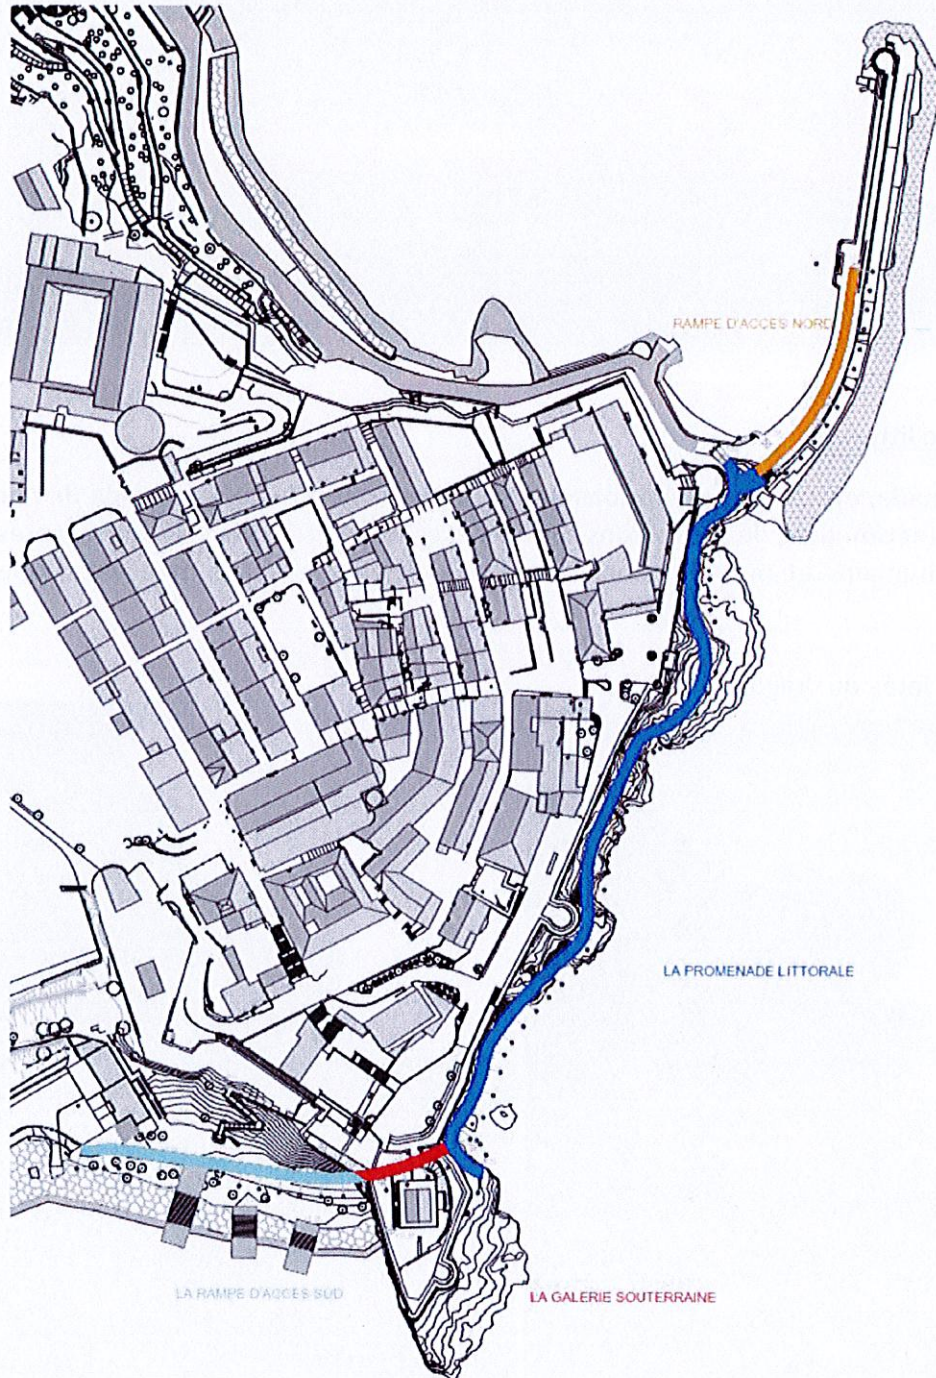 RAMPE D'ACCES NORD
LA PROMENADE LITTORALE
LA RAMPE D'ACCES SUD
LA GALERIE SOUTERRAINE